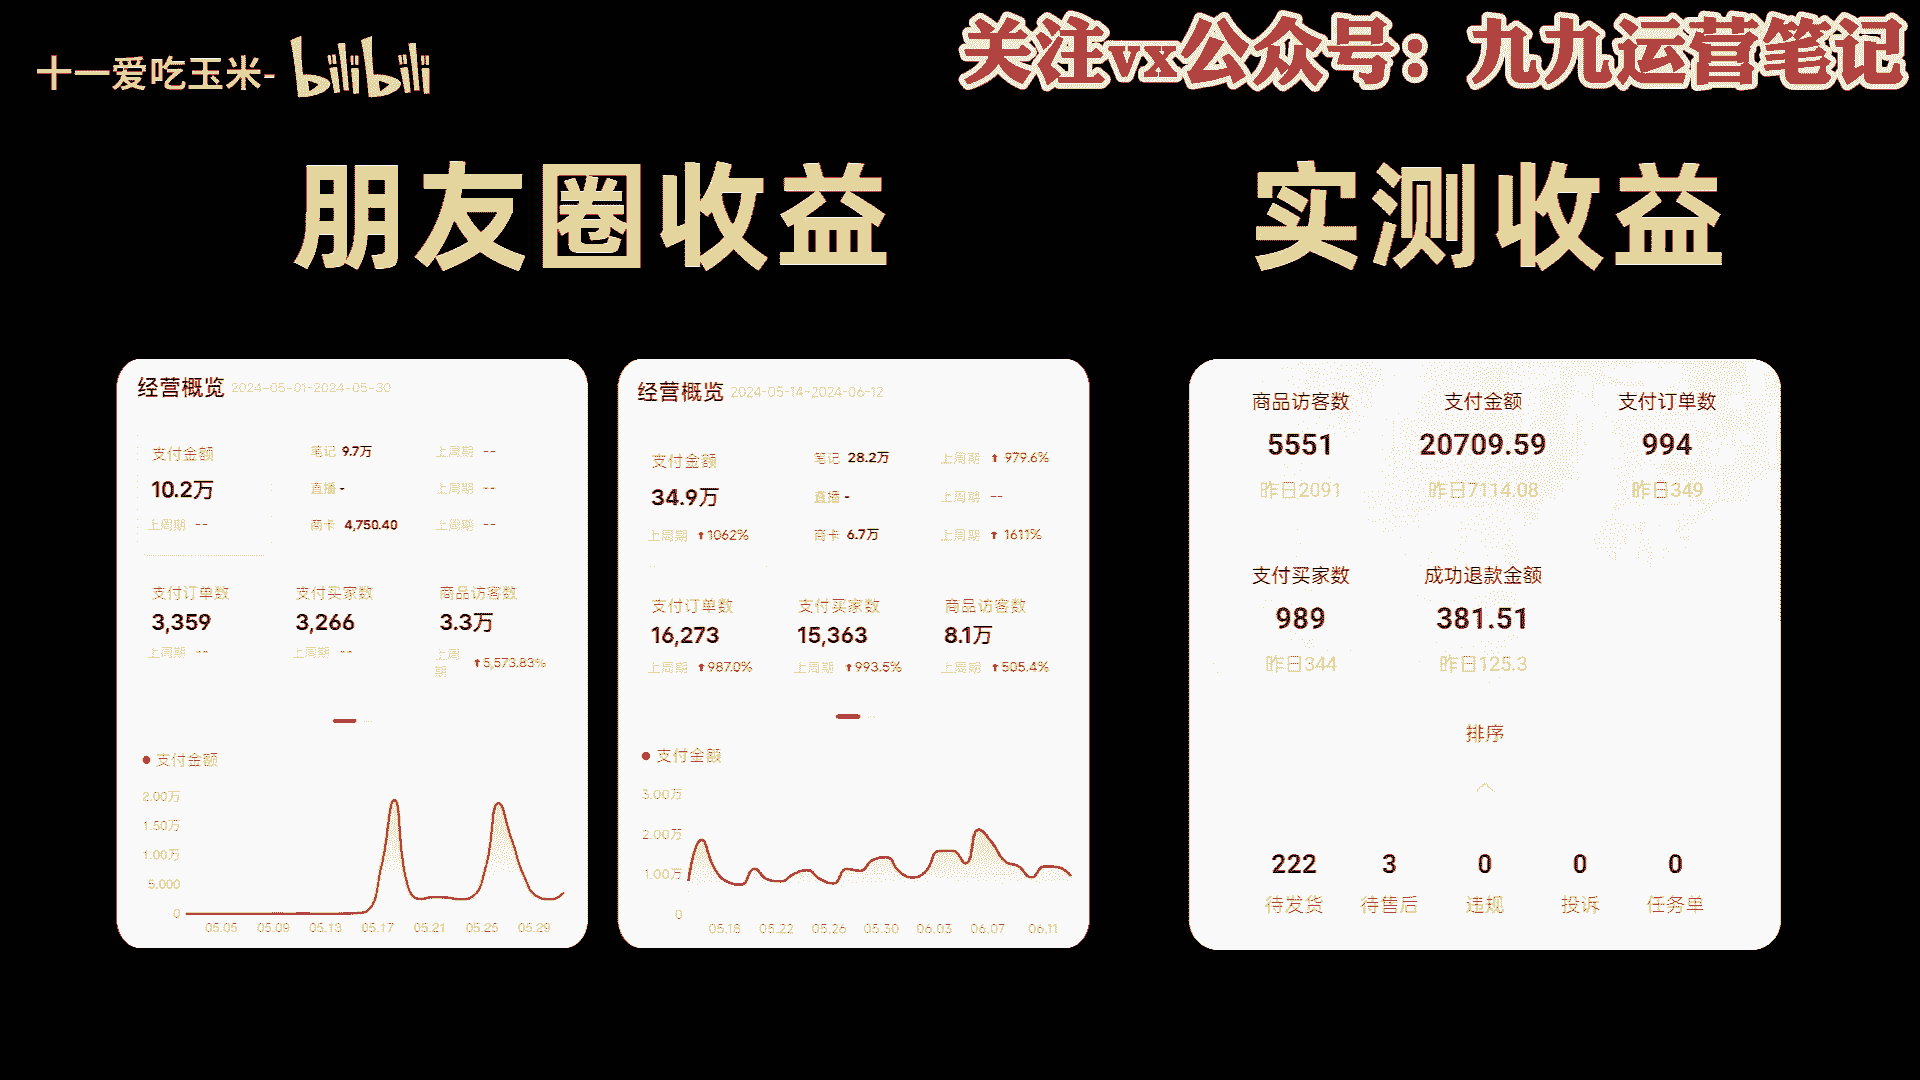 十一爱吃玉米- bilibili
关注vx公众号：九九运营笔记
朋友圈收益
实测收益
经营概览 2024-05-01-2024-05-30
支付金额 笔记 9.7万 上周期 --
10.2万 直播 - 上周期 --
上周期 -- 商卡 4,750.40 上周期 --
支付订单数 支付买家数 商品访客数
3,359 3,266 3.3万
上周期 -- 上周期 -- 上周期 ↑5,573.83%
支付金额
2.00万
1.50万
1.00万
5.000
0
05.05 05.09 05.13 05.17 05.21 05.25 05.29
经营概览 2024-05-14~2024-06-12
支付金额 笔记 28.2万 上周期 ↑ 979.6%
34.9万 直播 - 上周期 --
上周期 ↑1062% 商卡 6.7万 上周期 ↑ 1611%
支付订单数 支付买家数 商品访客数
16,273 15,363 8.1万
上周期 ↑987.0% 上周期 ↑993.5% 上周期 ↑505.4%
支付金额
3.00万
2.00万
1.00万
0
05.18 05.22 05.26 05.30 06.03 06.07 06.11
商品访客数 支付金额 支付订单数
5551 20709.59 994
昨日2091 昨日7114.08 昨日349
支付买家数 成功退款金额
989 381.51
昨日344 昨日125.3
排序
222 3 0 0 0
待发货 待售后 违规 投诉 任务单